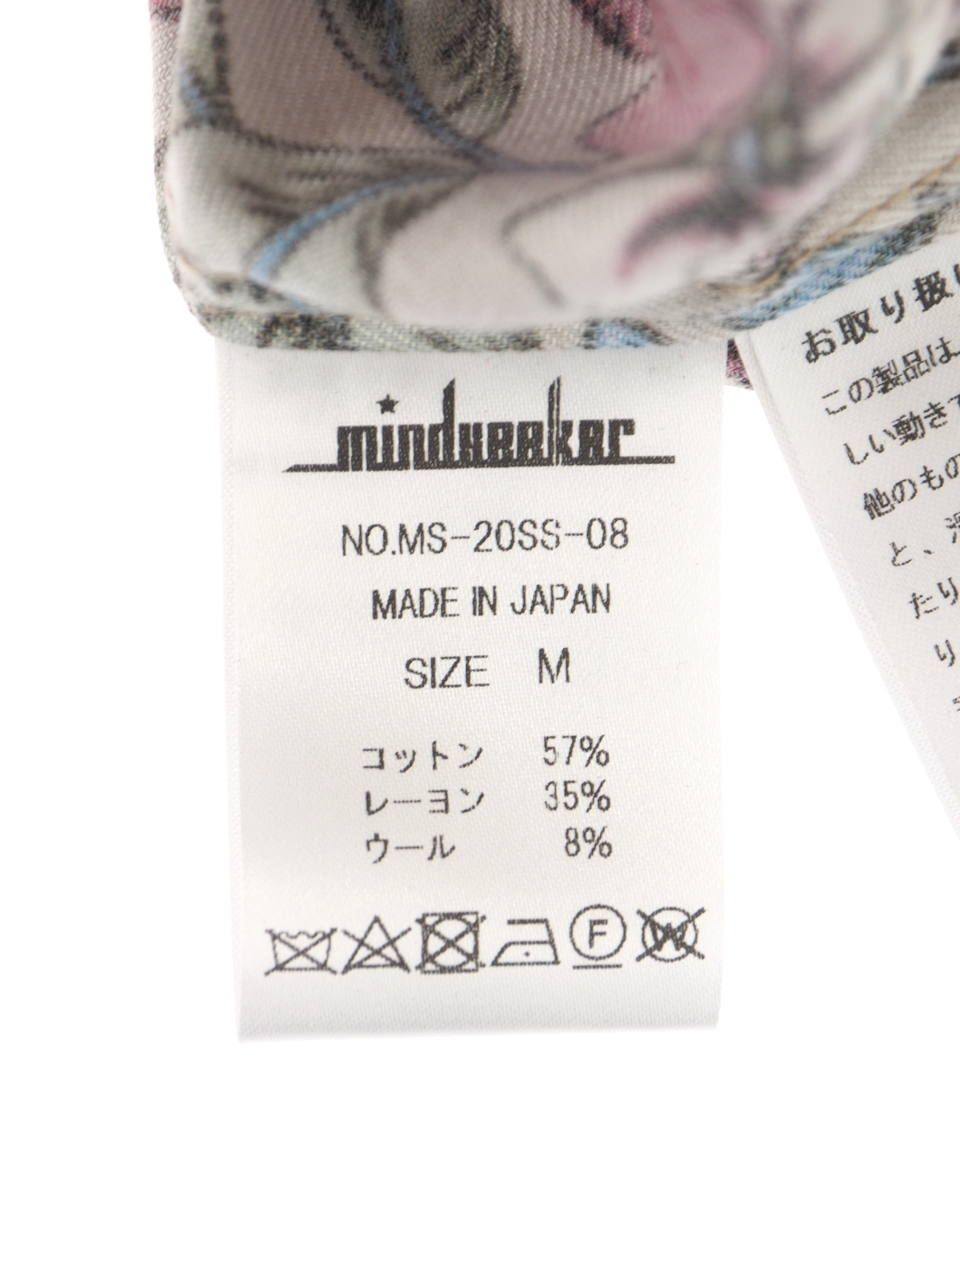 mindseeker
NO.MS-20SS-08
MADE IN JAPAN
SIZE M
コットン 57%
レーヨン 35%
ウール 8%
F
W
お取り扱い
この製品は、
しい動きで
他のもの
と、
たり
り